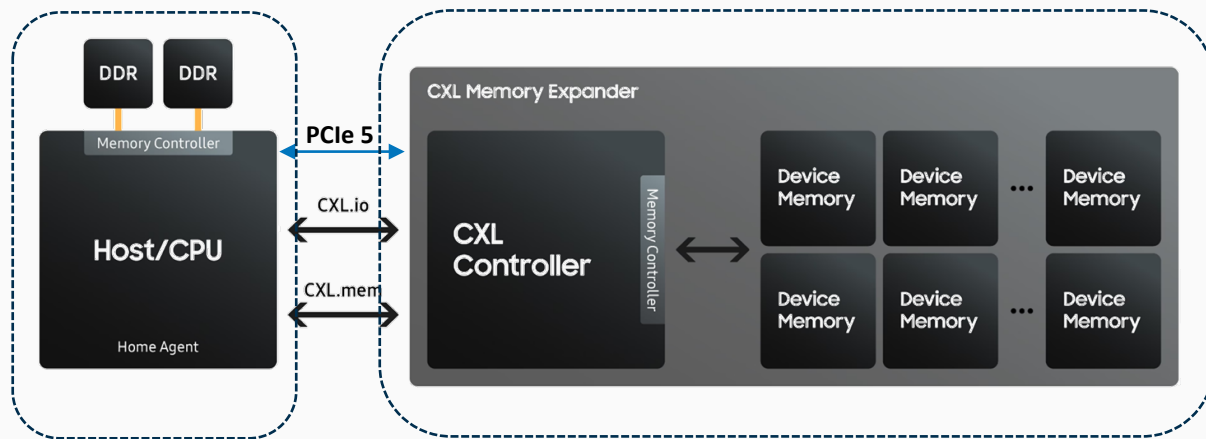 DDR
DDR
Memory Controller
Host/CPU
Home Agent
PCIe 5
CXL.io
CXL.mem
CXL Memory Expander
CXL
Controller
Memory Controller
Device
Memory
Device
Memory
...
Device
Memory
Device
Memory
Device
Memory
...
Device
Memory